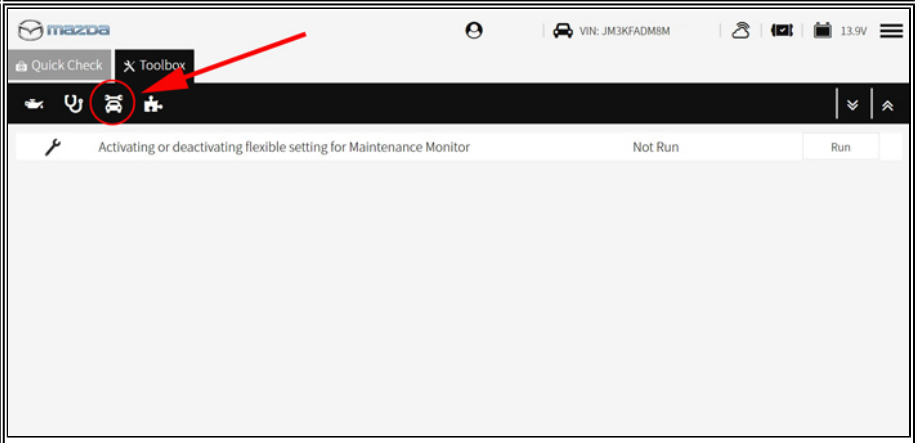 mazda
VIN: JM3KFADM8M
13.9V
Quick Check
Toolbox
Activating or deactivating flexible setting for Maintenance Monitor Not Run Run